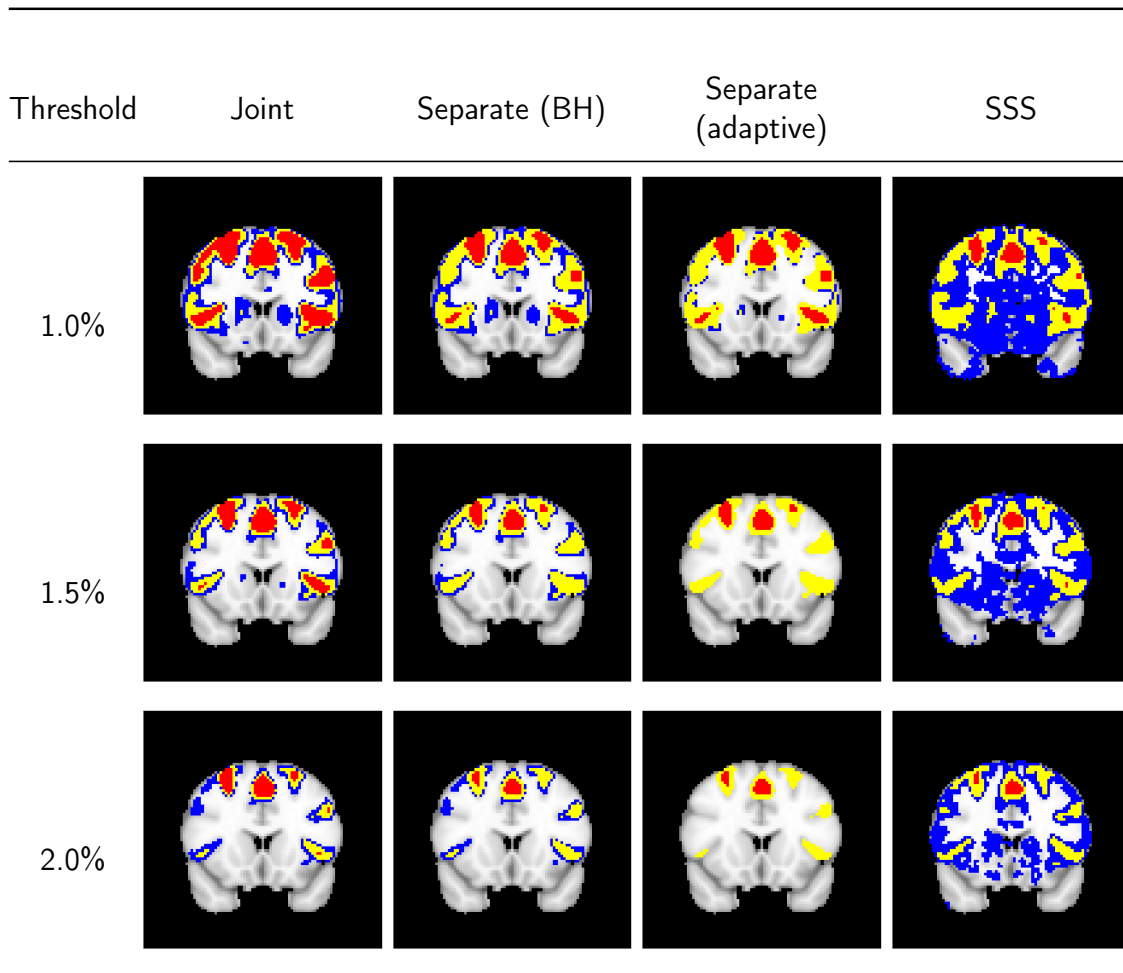 Threshold
Joint
Separate (BH)
Separate
(adaptive)
SSS
1.0%
1.5%
2.0%